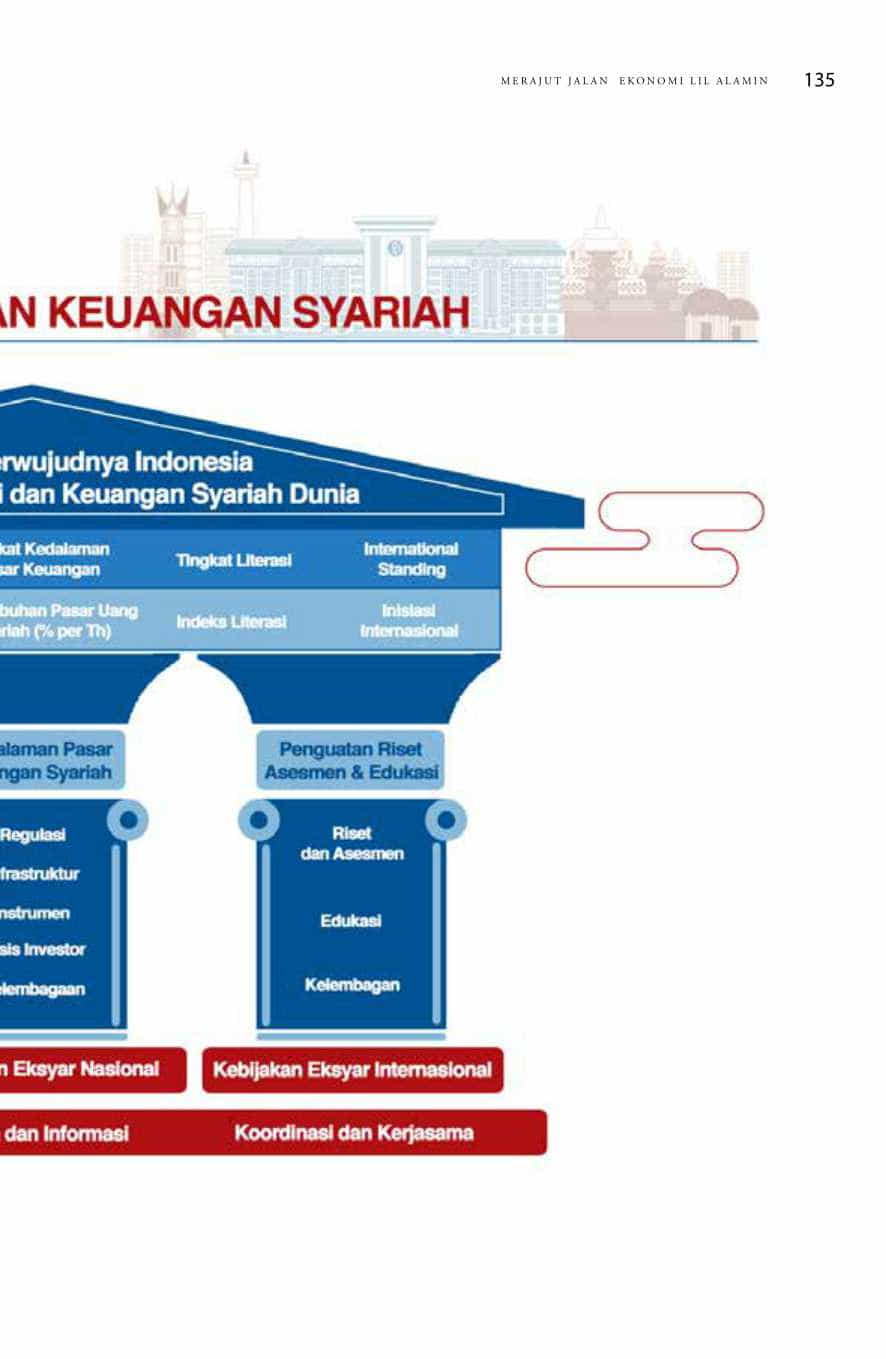 MERAJUT JALAN EKONOMI LIL ALAMIN 135
AN KEUANGAN SYARIAH
erwujudnya Indonesia
i dan Keuangan Syariah Dunia
kat Kedalaman
sar Keuangan
Tingkat Literasi
International
Standing
buhan Pasar Uang
riah (% per Th)
Indeks Literasi
Inisiasi
Internasional
alaman Pasar
ngan Syariah
Penguatan Riset
Asesmen & Edukasi
Regulasi
frastruktur
nstrumen
sis Investor
elembagaan
Riset
dan Asesmen
Edukasi
Kelembagan
n Eksyar Nasional
Kebijakan Eksyar Internasional
dan Informasi
Koordinasi dan Kerjasama